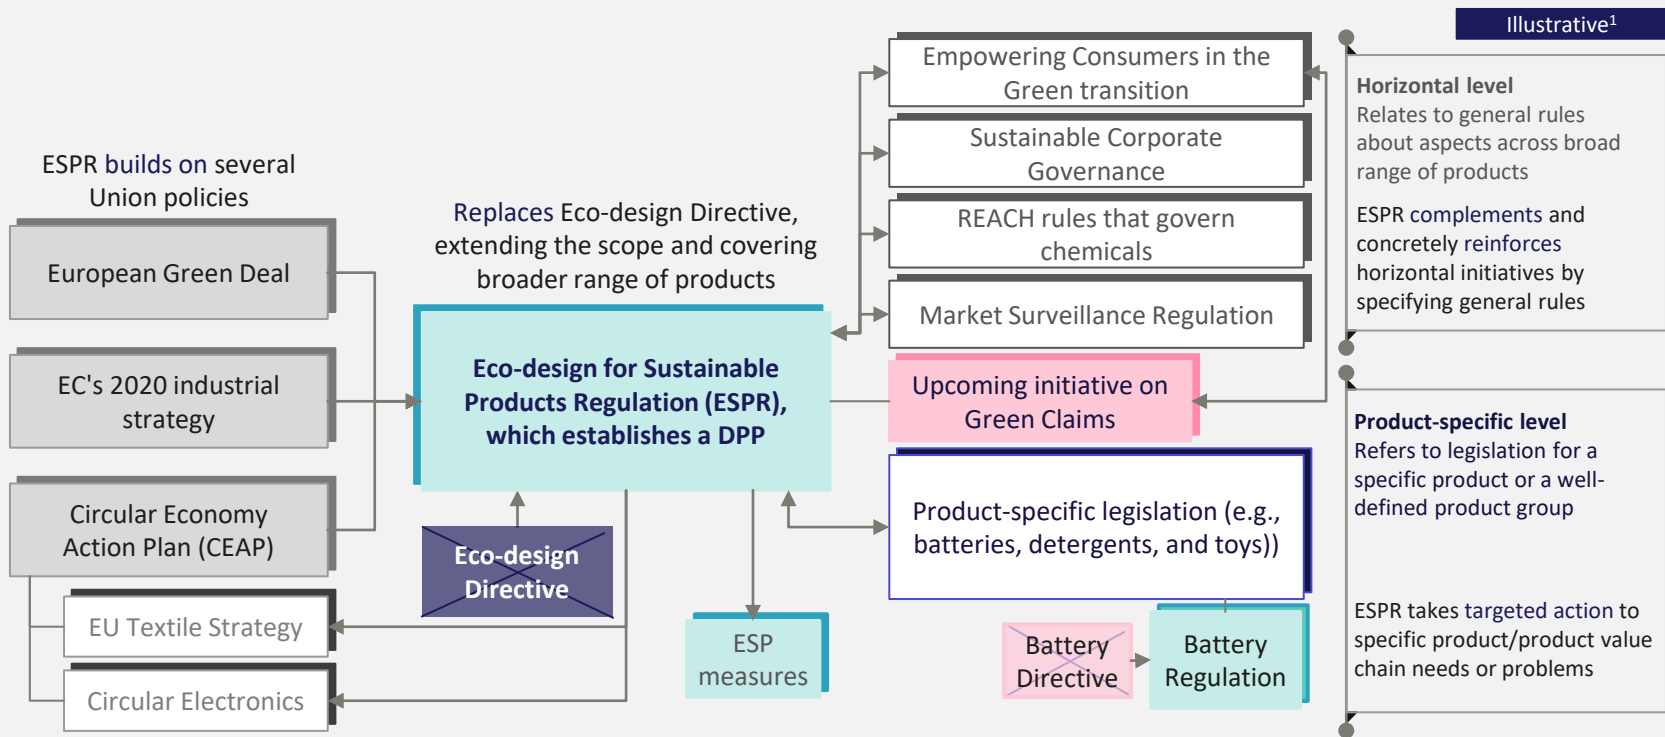 Illustrative¹
ESPR builds on several
Union policies
European Green Deal
EC's 2020 industrial
strategy
Circular Economy
Action Plan (CEAP)
EU Textile Strategy
Circular Electronics
Replaces Eco-design Directive,
extending the scope and covering
broader range of products
Eco-design for Sustainable
Products Regulation (ESPR),
which establishes a DPP
Eco-design
Directive
ESP
measures
Empowering Consumers in the
Green transition
Sustainable Corporate
Governance
REACH rules that govern
chemicals
Market Surveillance Regulation
Upcoming initiative on
Green Claims
Product-specific legislation (e.g.,
batteries, detergents, and toys))
Battery
Directive
Battery
Regulation
Horizontal level
Relates to general rules
about aspects across broad
range of products
ESPR complements and
concretely reinforces
horizontal initiatives by
specifying general rules
Product-specific level
Refers to legislation for a
specific product or a well-
defined product group
ESPR takes targeted action to
specific product/product value
chain needs or problems